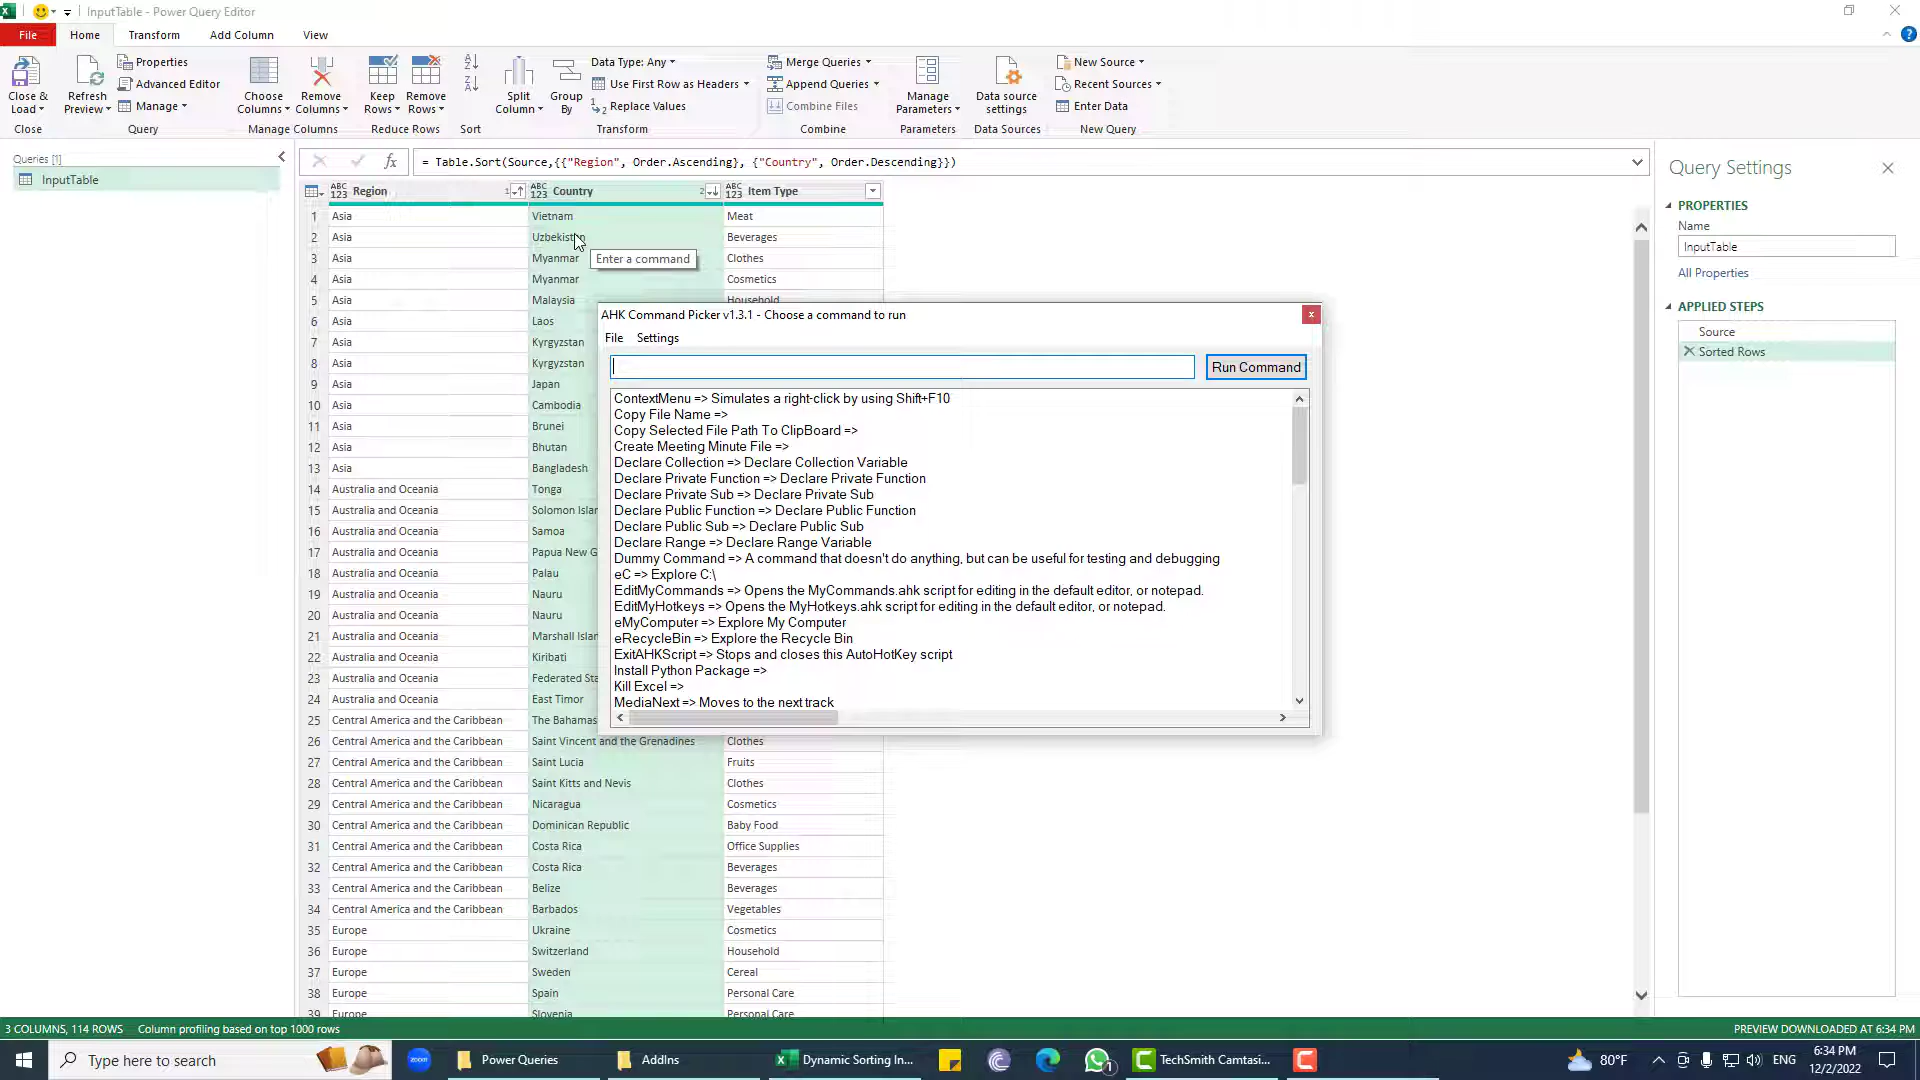 InputTable - Power Query Editor
File Home Transform Add Column View
Close & Load
Close
Refresh Preview
Properties
Advanced Editor
Manage
Query
Choose Columns
Remove Columns
Manage Columns
Keep Rows
Remove Rows
Reduce Rows
Sort
Split Column
Group By
Data Type: Any
Use First Row as Headers
Replace Values
Transform
Merge Queries
Append Queries
Combine Files
Combine
Manage Parameters
Parameters
Data source settings
Data Sources
New Source
Recent Sources
Enter Data
New Query
Queries [1]
InputTable
fx = Table.Sort(Source,{{"Region", Order.Ascending}, {"Country", Order.Descending}})
ABC 123 Region 1 ABC 123 Country 2 ABC 123 Item Type
1 Asia Vietnam Meat
2 Asia Uzbekistan Beverages
3 Asia Myanmar Clothes
4 Asia Myanmar Cosmetics
5 Asia Malaysia Household
6 Asia Laos
7 Asia Kyrgyzstan
8 Asia Kyrgyzstan
9 Asia Japan
10 Asia Cambodia
11 Asia Brunei
12 Asia Bhutan
13 Asia Bangladesh
14 Australia and Oceania Tonga
15 Australia and Oceania Solomon Islan
16 Australia and Oceania Samoa
17 Australia and Oceania Papua New G
18 Australia and Oceania Palau
19 Australia and Oceania Nauru
20 Australia and Oceania Nauru
21 Australia and Oceania Marshall Islan
22 Australia and Oceania Kiribati
23 Australia and Oceania Federated Sta
24 Australia and Oceania East Timor
25 Central America and the Caribbean The Bahamas
26 Central America and the Caribbean Saint Vincent and the Grenadines Clothes
27 Central America and the Caribbean Saint Lucia Fruits
28 Central America and the Caribbean Saint Kitts and Nevis Clothes
29 Central America and the Caribbean Nicaragua Cosmetics
30 Central America and the Caribbean Dominican Republic Baby Food
31 Central America and the Caribbean Costa Rica Office Supplies
32 Central America and the Caribbean Costa Rica Beverages
33 Central America and the Caribbean Belize Beverages
34 Central America and the Caribbean Barbados Vegetables
35 Europe Ukraine Cosmetics
36 Europe Switzerland Household
37 Europe Sweden Cereal
38 Europe Spain Personal Care
39 Europe Slovenia Personal Care
Enter a command
AHK Command Picker v1.3.1 - Choose a command to run
File Settings
Run Command
ContextMenu => Simulates a right-click by using Shift+F10
Copy File Name =>
Copy Selected File Path To ClipBoard =>
Create Meeting Minute File =>
Declare Collection => Declare Collection Variable
Declare Private Function => Declare Private Function
Declare Private Sub => Declare Private Sub
Declare Public Function => Declare Public Function
Declare Public Sub => Declare Public Sub
Declare Range => Declare Range Variable
Dummy Command => A command that doesn't do anything, but can be useful for testing and debugging
eC => Explore C:\
EditMyCommands => Opens the MyCommands.ahk script for editing in the default editor, or notepad.
EditMyHotkeys => Opens the MyHotkeys.ahk script for editing in the default editor, or notepad.
eMyComputer => Explore My Computer
eRecycleBin => Explore the Recycle Bin
ExitAHKScript => Stops and closes this AutoHotKey script
Install Python Package =>
Kill Excel =>
MediaNext => Moves to the next track
Query Settings
PROPERTIES
Name
InputTable
All Properties
APPLIED STEPS
Source
Sorted Rows
3 COLUMNS, 114 ROWS Column profiling based on top 1000 rows PREVIEW DOWNLOADED AT 6:34 PM
Type here to search
zoom
Power Queries
AddIns
Dynamic Sorting In...
1
TechSmith Camtasi...
80°F
ENG
6:34 PM
12/2/2022